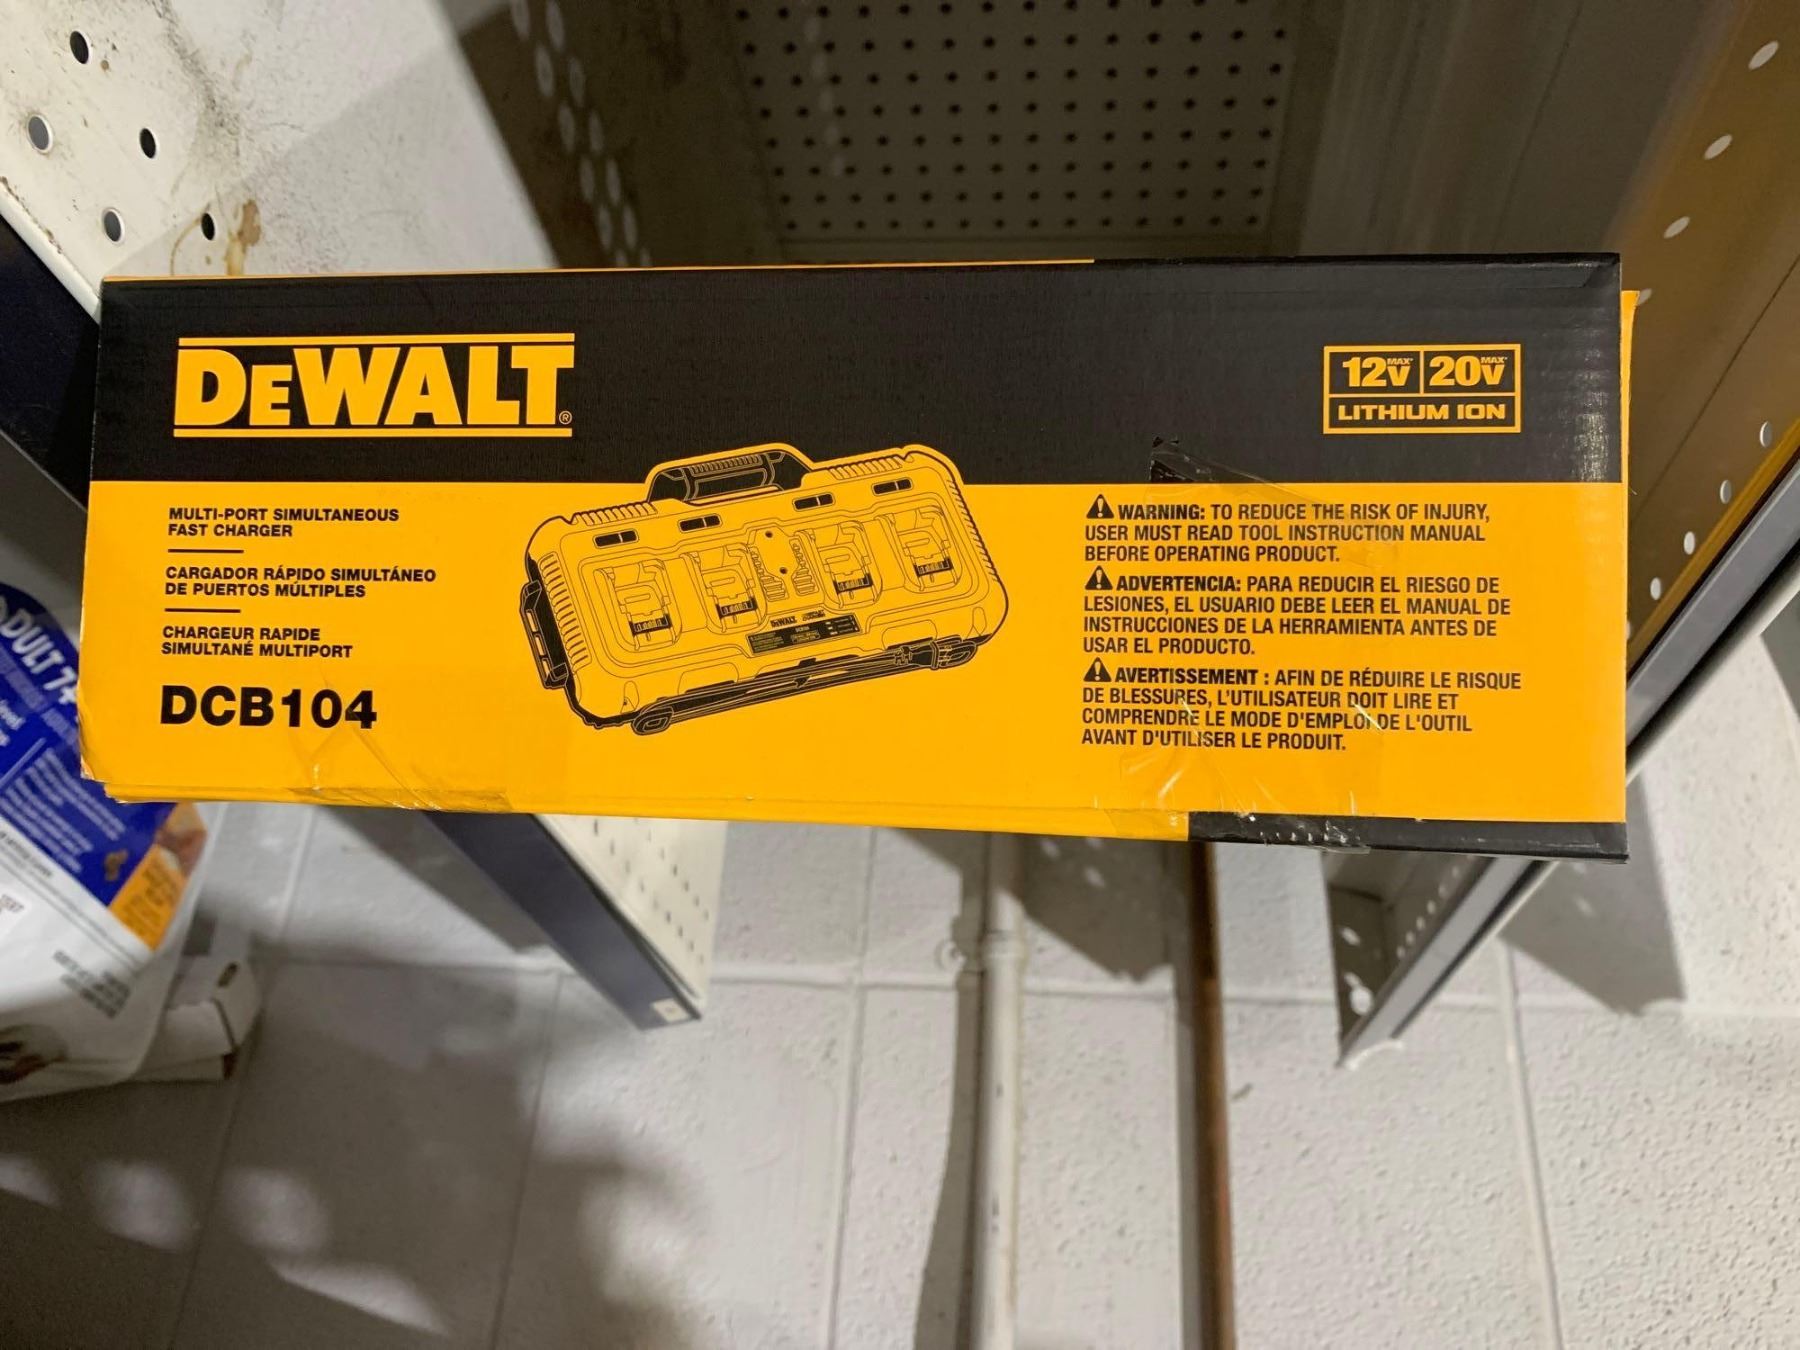 DEWALT®
12V MAX* 20V MAX*
LITHIUM ION
MULTI-PORT SIMULTANEOUS
FAST CHARGER
CARGADOR RÁPIDO SIMULTÁNEO
DE PUERTOS MÚLTIPLES
CHARGEUR RAPIDE
SIMULTANÉ MULTIPORT
DCB104
DEWALT
WARNING: TO REDUCE THE RISK OF INJURY,
USER MUST READ TOOL INSTRUCTION MANUAL
BEFORE OPERATING PRODUCT.
ADVERTENCIA: PARA REDUCIR EL RIESGO DE
LESIONES, EL USUARIO DEBE LEER EL MANUAL DE
INSTRUCCIONES DE LA HERRAMIENTA ANTES DE
USAR EL PRODUCTO.
AVERTISSEMENT : AFIN DE RÉDUIRE LE RISQUE
DE BLESSURES, L'UTILISATEUR DOIT LIRE ET
COMPRENDRE LE MODE D'EMPLOI DE L'OUTIL
AVANT D'UTILISER LE PRODUIT.
DULT 7+